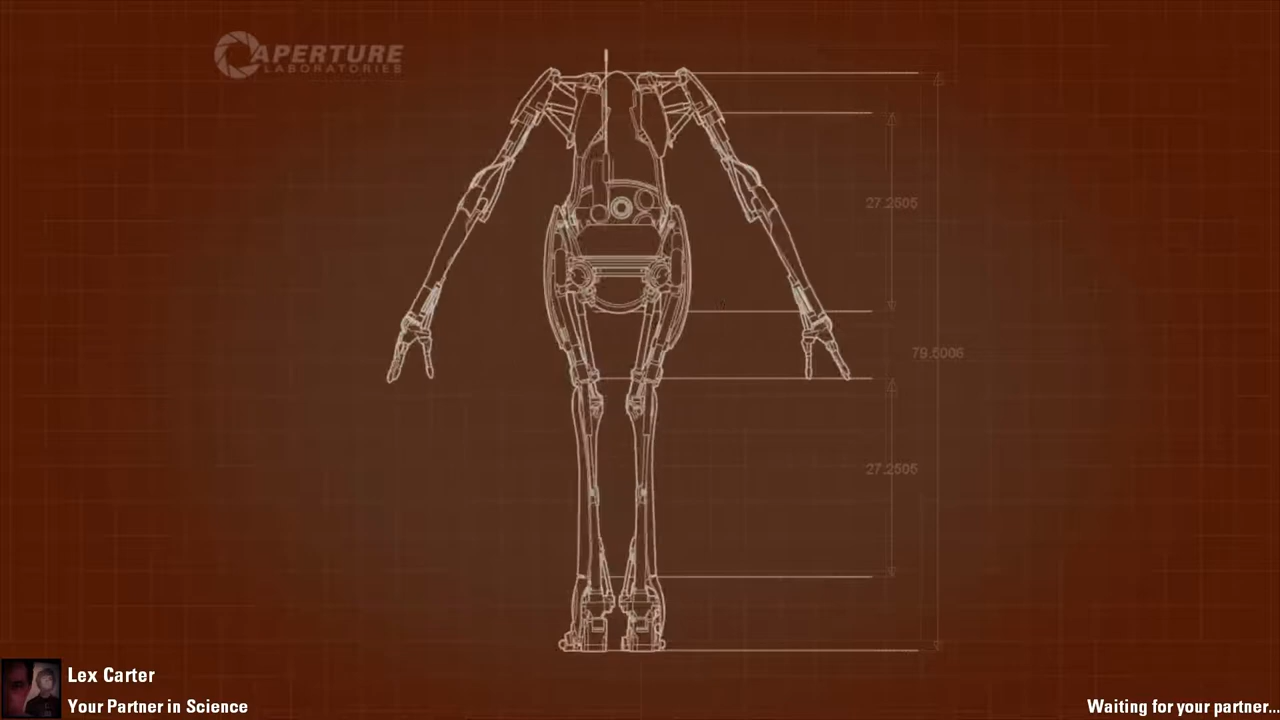 APERTURE
LABORATORIES
27.2505
79.5006
27.2505
Lex Carter
Your Partner in Science
Waiting for your partner...